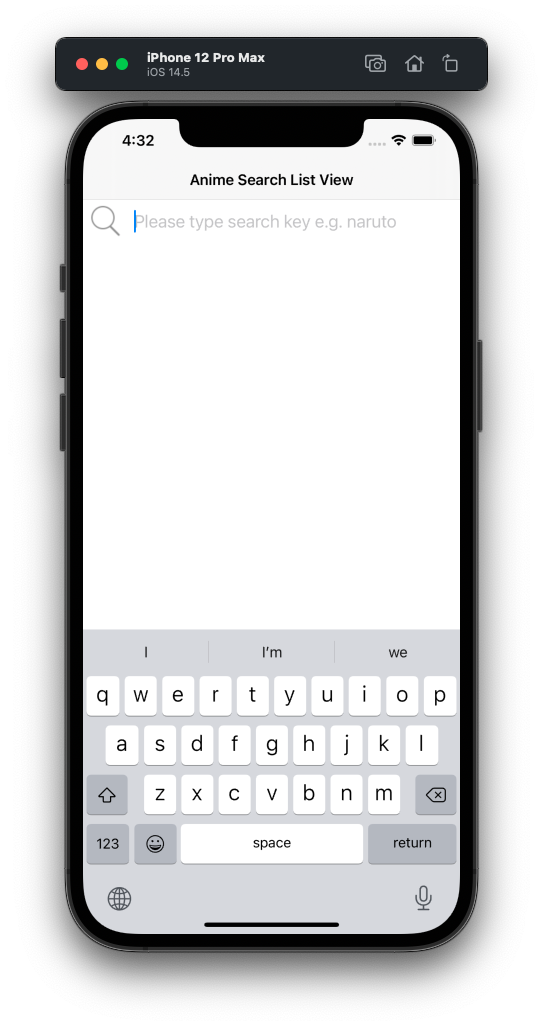 iPhone 12 Pro Max
iOS 14.5
4:32
Anime Search List View
Please type search key e.g. naruto
I I’m we
q w e r t y u i o p
a s d f g h j k l
z x c v b n m
123 space return